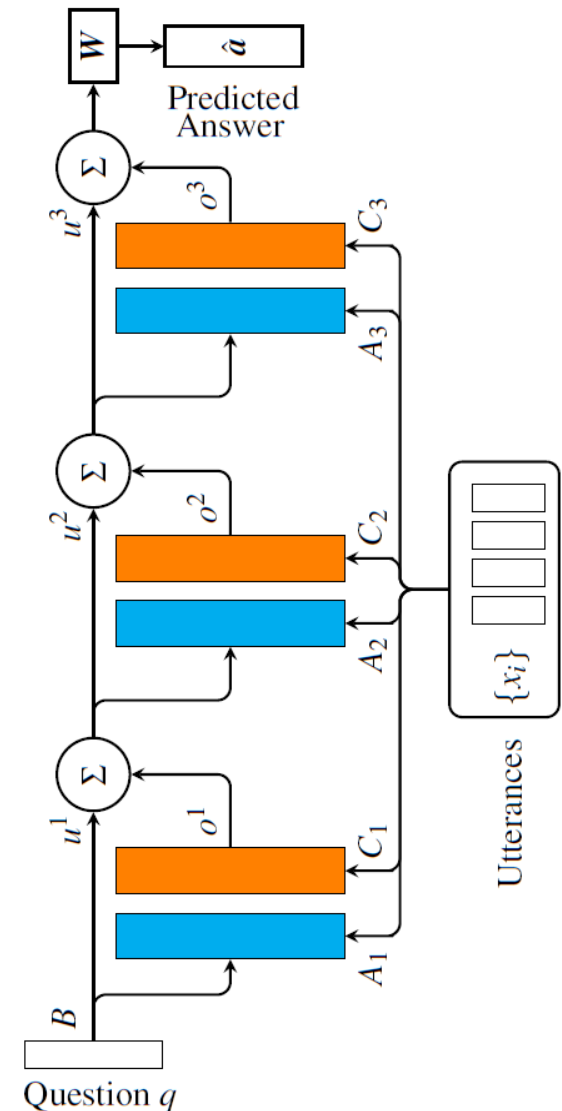 W
â
Predicted
Answer
Σ
u³
o³
C₃
A₃
Σ
u²
o²
C₂
A₂
{xᵢ}
Σ
u¹
o¹
C₁
A₁
Utterances
B
Question q